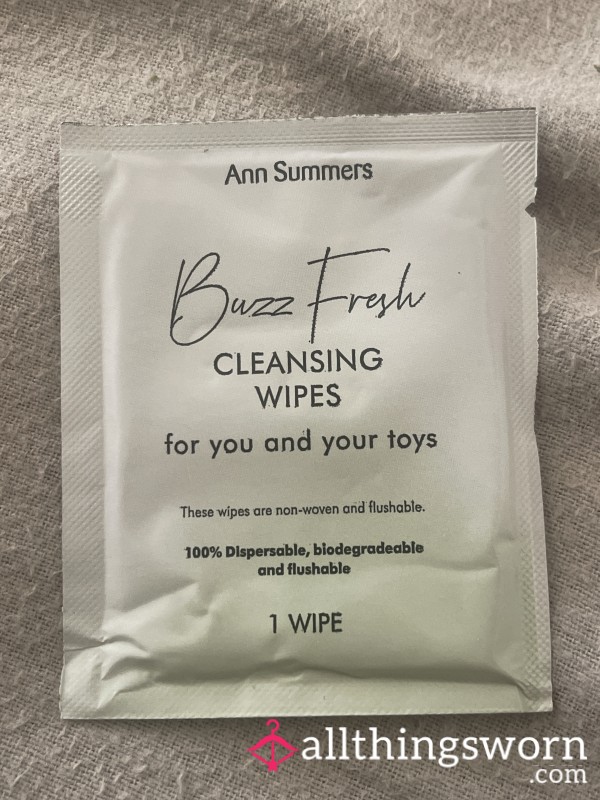 Ann Summers
Buzz Fresh
CLEANSING
WIPES
for you and your toys
These wipes are non-woven and flushable.
100% Dispersable, biodegradeable
and flushable
1 WIPE
allthingsworn
.com